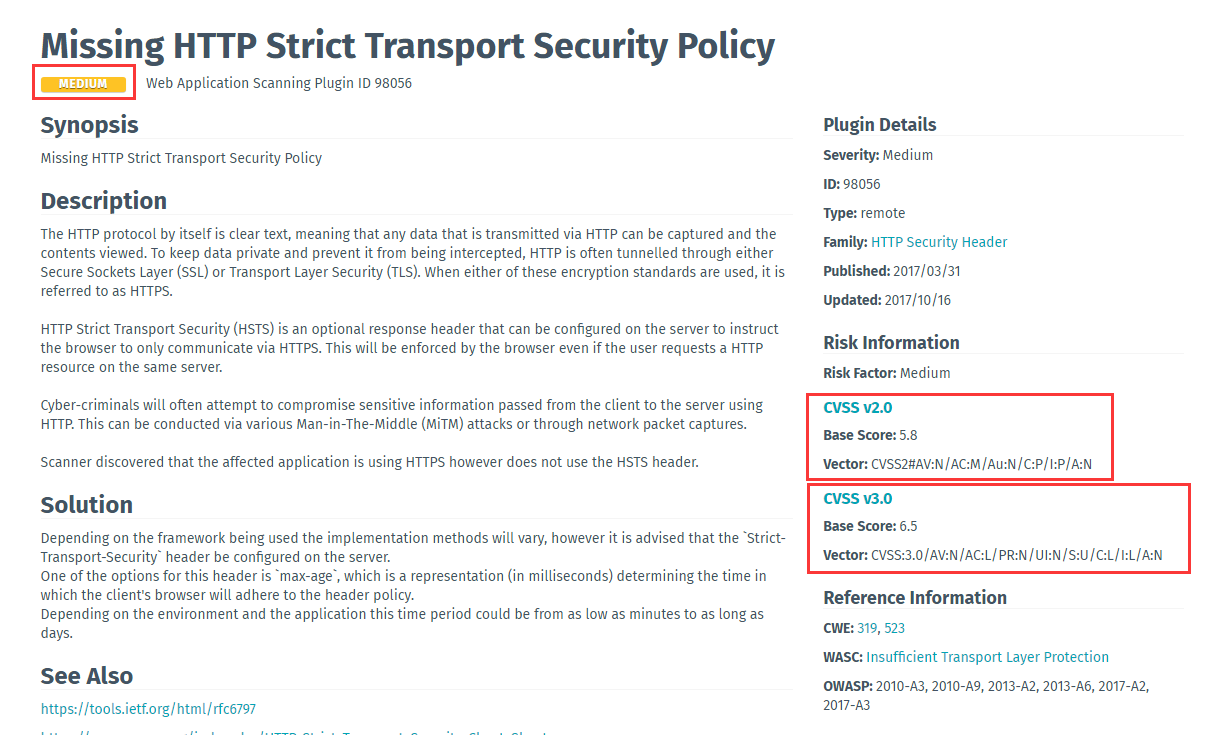 Missing HTTP Strict Transport Security Policy
MEDIUM Web Application Scanning Plugin ID 98056
Synopsis
Missing HTTP Strict Transport Security Policy
Description
The HTTP protocol by itself is clear text, meaning that any data that is transmitted via HTTP can be captured and the
contents viewed. To keep data private and prevent it from being intercepted, HTTP is often tunnelled through either
Secure Sockets Layer (SSL) or Transport Layer Security (TLS). When either of these encryption standards are used, it is
referred to as HTTPS.
HTTP Strict Transport Security (HSTS) is an optional response header that can be configured on the server to instruct
the browser to only communicate via HTTPS. This will be enforced by the browser even if the user requests a HTTP
resource on the same server.
Cyber-criminals will often attempt to compromise sensitive information passed from the client to the server using
HTTP. This can be conducted via various Man-in-The-Middle (MiTM) attacks or through network packet captures.
Scanner discovered that the affected application is using HTTPS however does not use the HSTS header.
Solution
Depending on the framework being used the implementation methods will vary, however it is advised that the `Strict-
Transport-Security` header be configured on the server.
One of the options for this header is `max-age`, which is a representation (in milliseconds) determining the time in
which the client's browser will adhere to the header policy.
Depending on the environment and the application this time period could be from as low as minutes to as long as
days.
See Also
https://tools.ietf.org/html/rfc6797
Plugin Details
Severity: Medium
ID: 98056
Type: remote
Family: HTTP Security Header
Published: 2017/03/31
Updated: 2017/10/16
Risk Information
Risk Factor: Medium
CVSS v2.0
Base Score: 5.8
Vector: CVSS2#AV:N/AC:M/Au:N/C:P/I:P/A:N
CVSS v3.0
Base Score: 6.5
Vector: CVSS:3.0/AV:N/AC:L/PR:N/UI:N/S:U/C:L/I:L/A:N
Reference Information
CWE: 319, 523
WASC: Insufficient Transport Layer Protection
OWASP: 2010-A3, 2010-A9, 2013-A2, 2013-A6, 2017-A2,
2017-A3